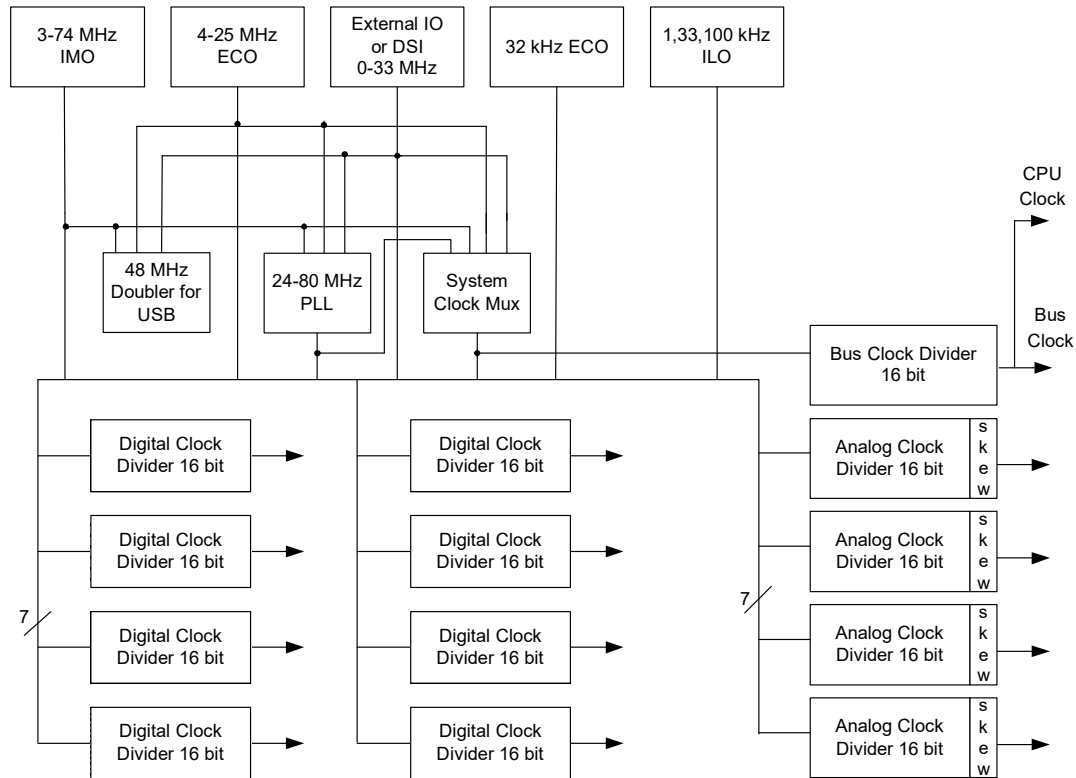 3-74 MHz
IMO
4-25 MHz
ECO
External IO
or DSI
0-33 MHz
32 kHz ECO
1,33,100 kHz
ILO
CPU
Clock
48 MHz
Doubler for
USB
24-80 MHz
PLL
System
Clock Mux
Bus
Clock
Bus Clock Divider
16 bit
Digital Clock
Divider 16 bit
Digital Clock
Divider 16 bit
Analog Clock
Divider 16 bit
s
k
e
w
Digital Clock
Divider 16 bit
Digital Clock
Divider 16 bit
Analog Clock
Divider 16 bit
s
k
e
w
7
7
Digital Clock
Divider 16 bit
Digital Clock
Divider 16 bit
Analog Clock
Divider 16 bit
s
k
e
w
Digital Clock
Divider 16 bit
Digital Clock
Divider 16 bit
Analog Clock
Divider 16 bit
s
k
e
w